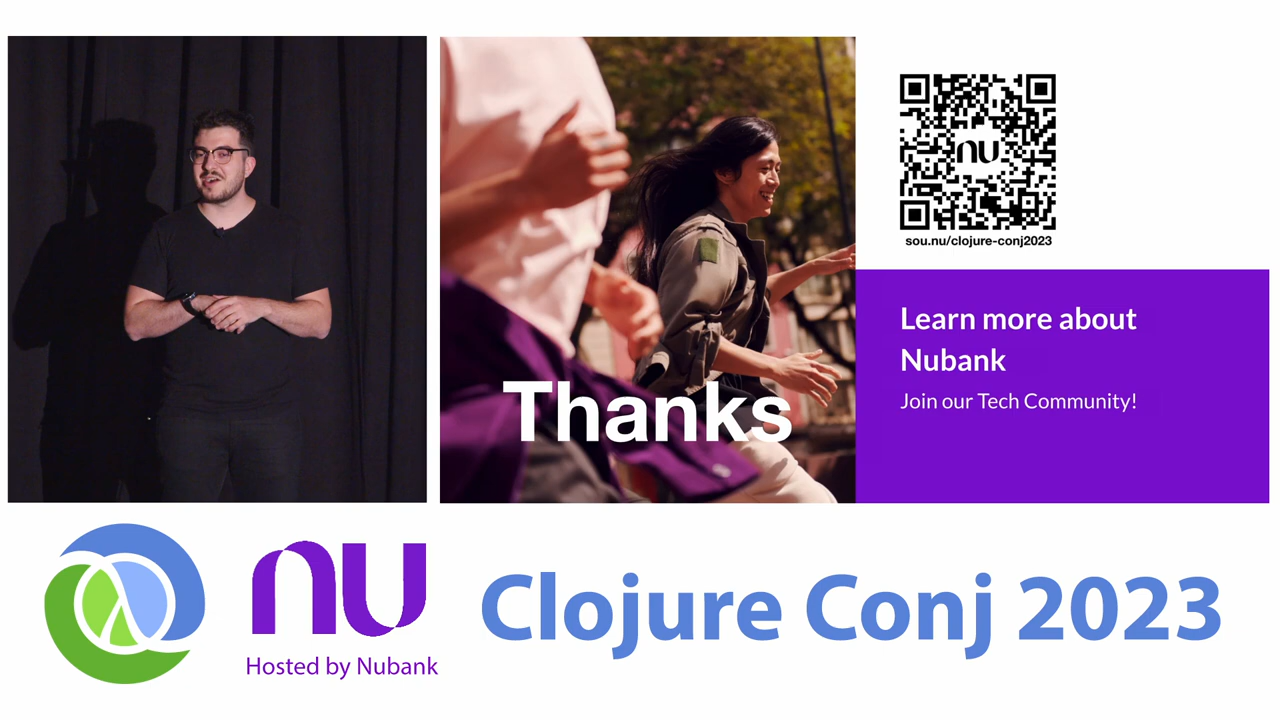 nu
sou.nu/clojure-conj2023
Thanks
Learn more about
Nubank
Join our Tech Community!
nu
Hosted by Nubank
Clojure Conj 2023